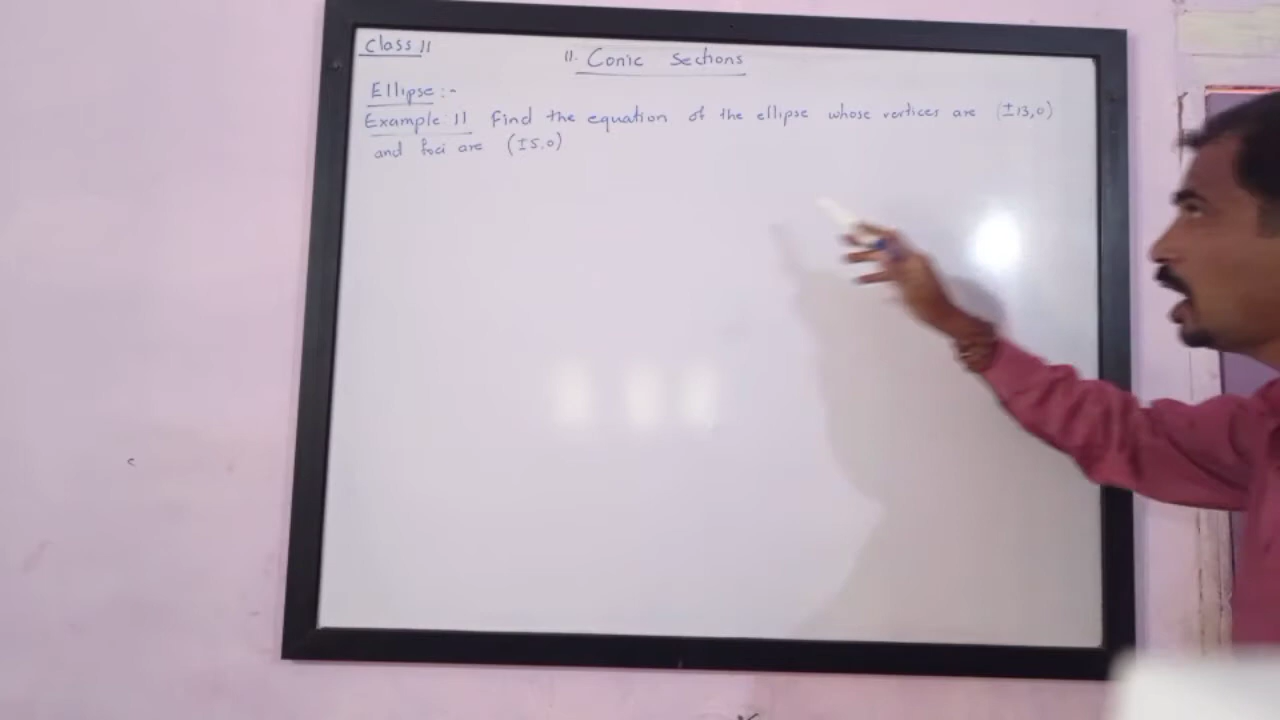 Class 11
11. Conic Sections
Ellipse:-
Example 11 Find the equation of the ellipse whose vertices are (±13,0)
and foci are (±5,0)